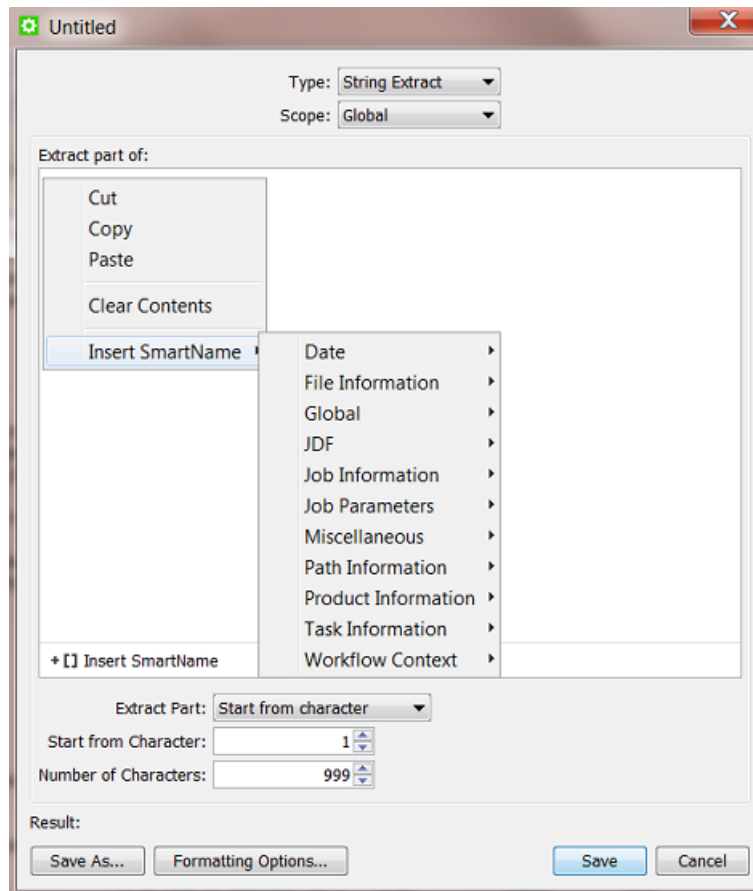 Untitled
Type: String Extract
Scope: Global
Extract part of:
Cut
Copy
Paste
Clear Contents
Insert SmartName
Date
File Information
Global
JDF
Job Information
Job Parameters
Miscellaneous
Path Information
Product Information
Task Information
Workflow Context
+[] Insert SmartName
Extract Part: Start from character
Start from Character: 1
Number of Characters: 999
Result:
Save As... Formatting Options... Save Cancel